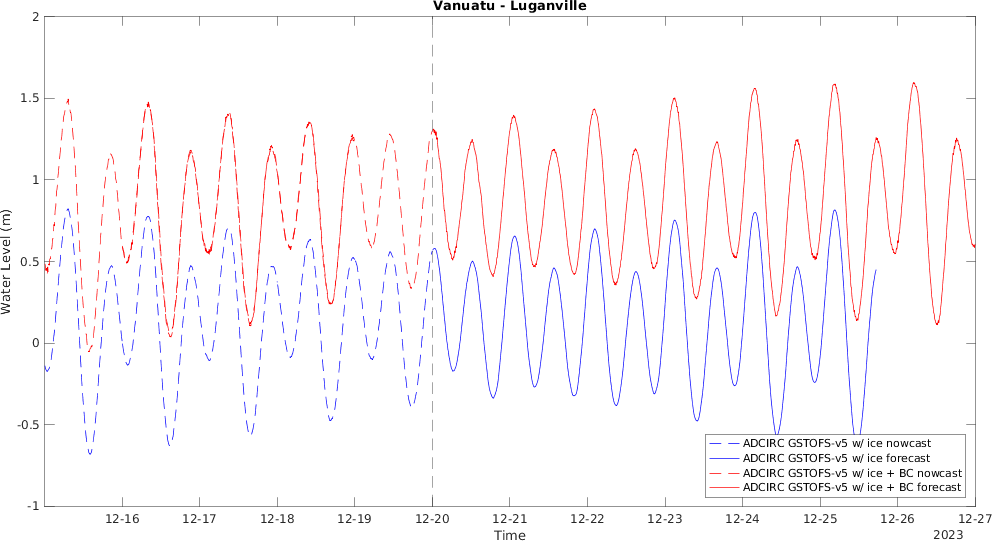 Vanuatu - Luganville
2
1.5
1
0.5
0
-0.5
-1
Water Level (m)
12-16 12-17 12-18 12-19 12-20 12-21 12-22 12-23 12-24 12-25 12-26 12-27
Time
2023
ADCIRC GSTOFS-v5 w/ ice nowcast
ADCIRC GSTOFS-v5 w/ ice forecast
ADCIRC GSTOFS-v5 w/ ice + BC nowcast
ADCIRC GSTOFS-v5 w/ ice + BC forecast